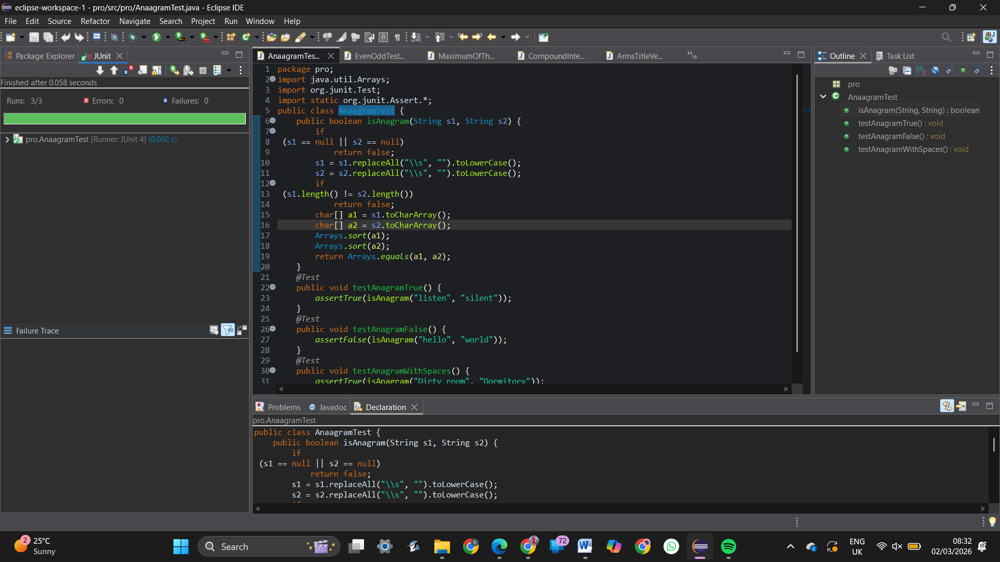 eclipse-workspace-1 - pro/src/pro/AnaagramTest.java - Eclipse IDE
File Edit Source Refactor Navigate Search Project Run Window Help
Package Explorer JUnit
Finished after 0.058 seconds
Runs: 3/3 Errors: 0 Failures: 0
pro.AnaagramTest [Runner: JUnit 4] (0.002 s)
Failure Trace
AnaagramTes... EvenOddTest... MaximumOfTh... CompoundInte... ArmsTitleVe... »16
1 package pro;
2 import java.util.Arrays;
3 import org.junit.Test;
4 import static org.junit.Assert.*;
5 public class AnaagramTest {
6 public boolean isAnagram(String s1, String s2) {
7 if
8 (s1 == null || s2 == null)
9 return false;
10 s1 = s1.replaceAll("\\s", "").toLowerCase();
11 s2 = s2.replaceAll("\\s", "").toLowerCase();
12 if
13 (s1.length() != s2.length())
14 return false;
15 char[] a1 = s1.toCharArray();
16 char[] a2 = s2.toCharArray();
17 Arrays.sort(a1);
18 Arrays.sort(a2);
19 return Arrays.equals(a1, a2);
20 }
21 @Test
22 public void testAnagramTrue() {
23 assertTrue(isAnagram("listen", "silent"));
24 }
25 @Test
26 public void testAnagramFalse() {
27 assertFalse(isAnagram("hello", "world"));
28 }
29 @Test
30 public void testAnagramWithSpaces() {
31 assertTrue(isAnagram("Dirty room", "Dormitory"));
Outline Task List
pro
AnaagramTest
isAnagram(String, String) : boolean
testAnagramTrue() : void
testAnagramFalse() : void
testAnagramWithSpaces() : void
Problems Javadoc Declaration
pro.AnaagramTest
public class AnaagramTest {
public boolean isAnagram(String s1, String s2) {
if
(s1 == null || s2 == null)
return false;
s1 = s1.replaceAll("\\s", "").toLowerCase();
s2 = s2.replaceAll("\\s", "").toLowerCase();
if
2 25°C
Sunny
Search
72
ENG
UK
08:32
02/03/2026